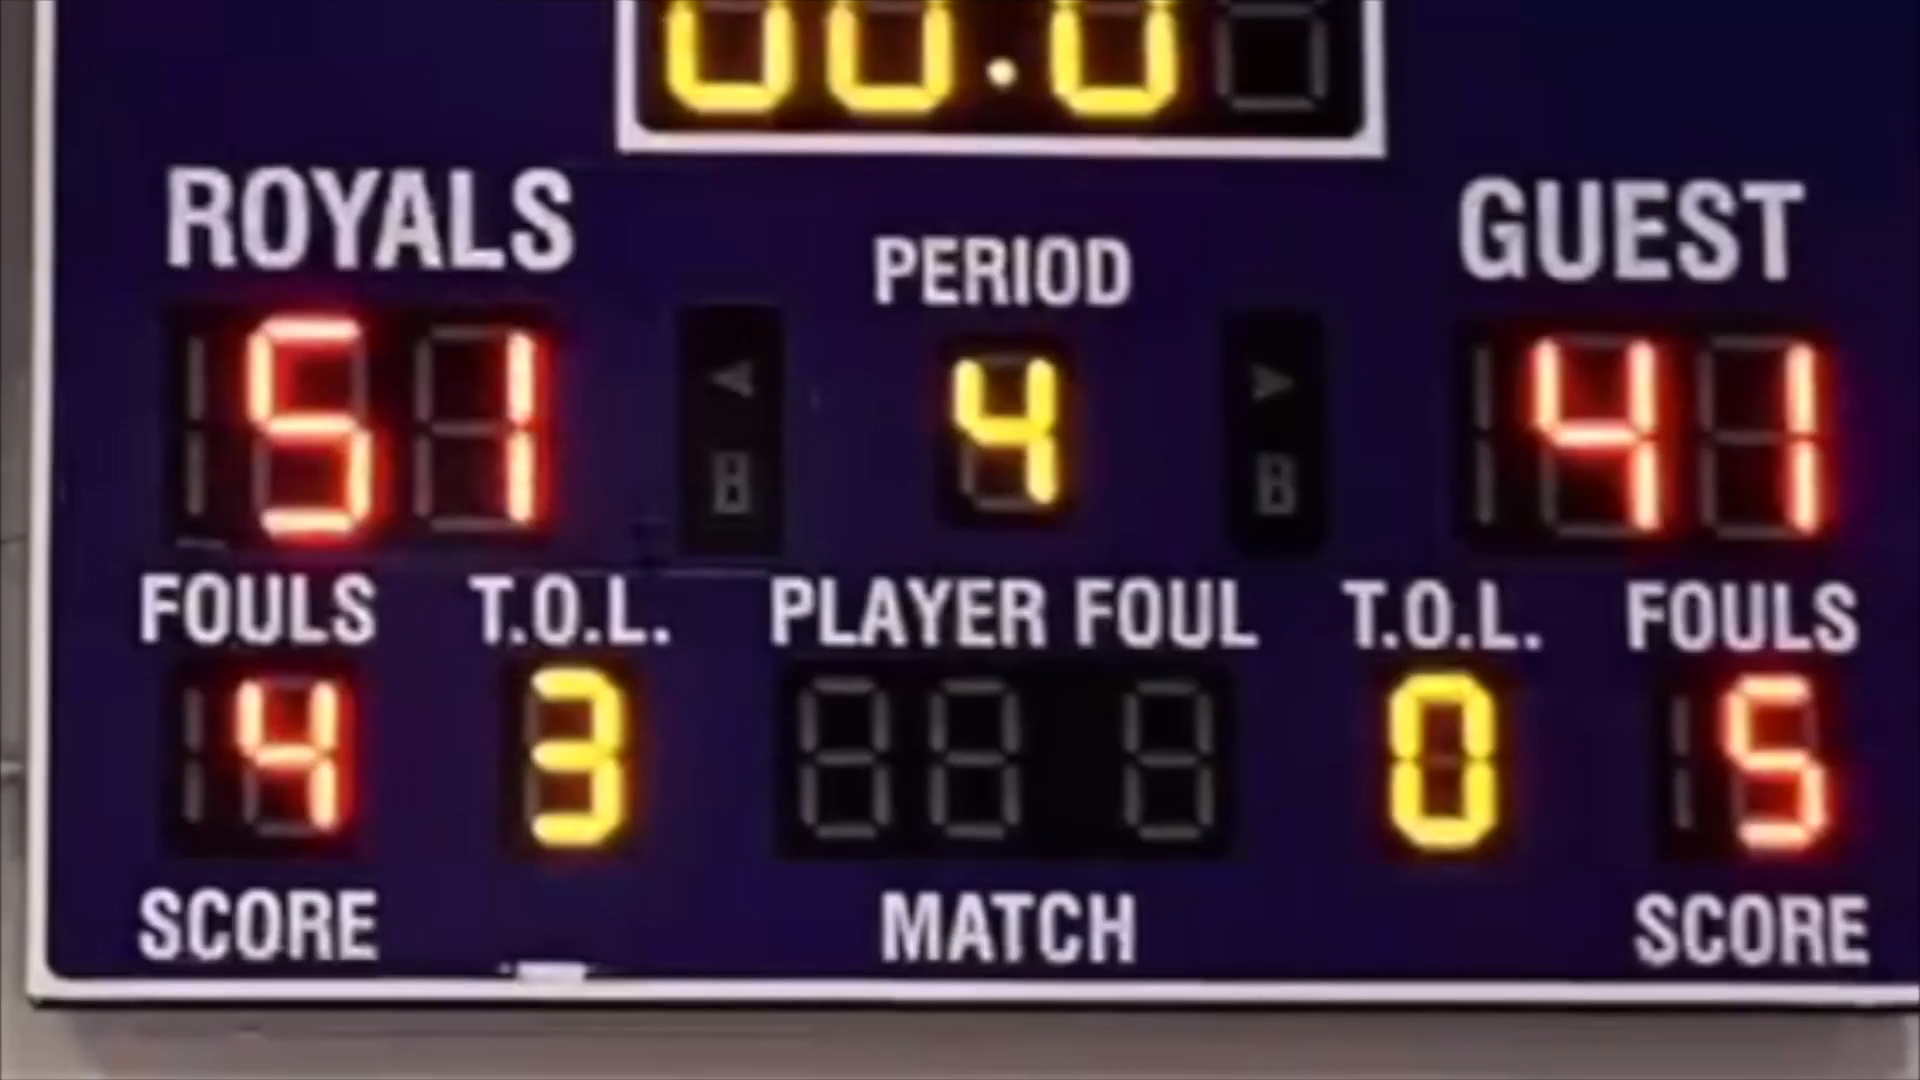 00.0
ROYALS GUEST
PERIOD
51 4 41
FOULS T.O.L. PLAYER FOUL T.O.L. FOULS
4 3 0 5
SCORE MATCH SCORE